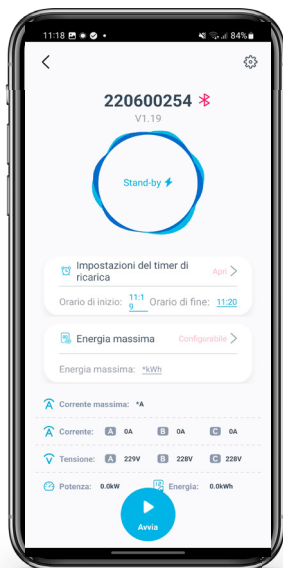 11:18 84%
220600254
V1.19
Stand-by
Impostazioni del timer di
ricarica
Apri
Orario di inizio: 11:1
9 Orario di fine: 11:20
Energia massima Configurabile
Energia massima: *kWh
Corrente massima: *A
Corrente: A 0A B 0A C 0A
Tensione: A 229V B 228V C 228V
Potenza: 0.0kW Energia: 0.0kWh
Avvia